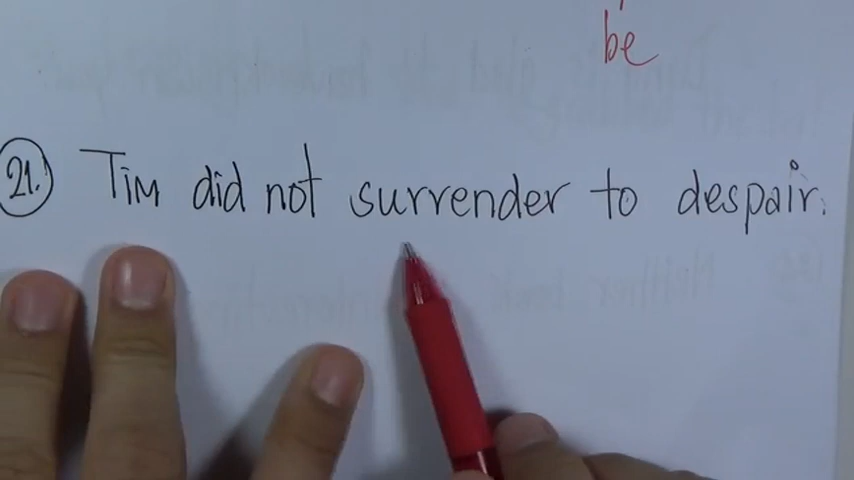 be
21. Tim did not surrender to despair.